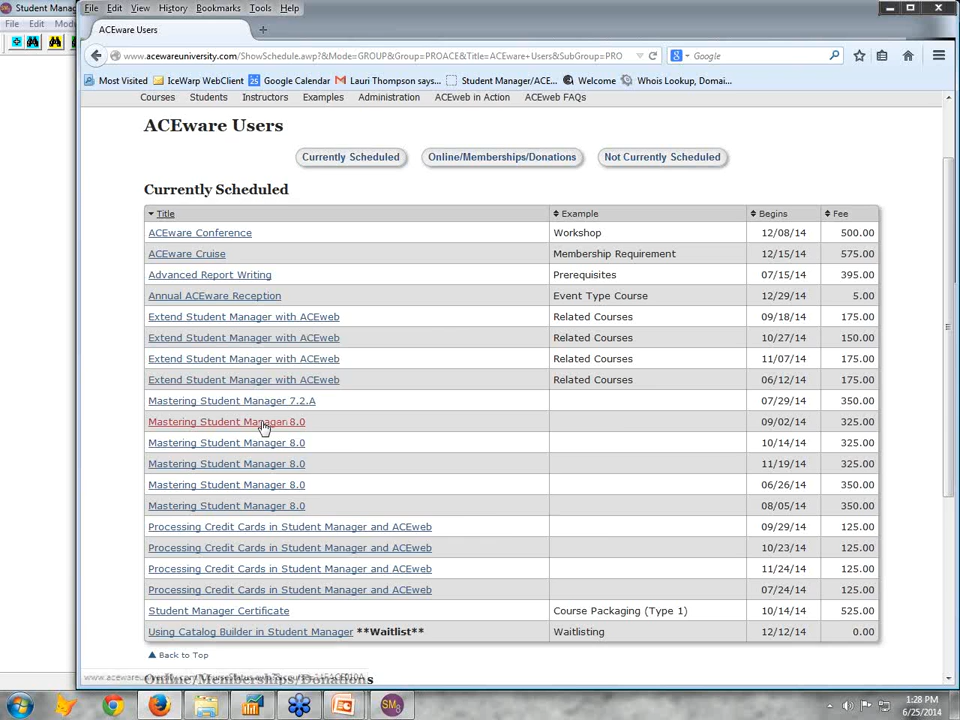 Student Manag
File Edit View History Bookmarks Tools Help
File Edit Mod
ACEware Users
www.acewareuniversity.com/ShowSchedule.awp?&Mode=GROUP&Group=PROACE&Title=ACEware+Users&SubGroup=PRO
Google
Most Visited IceWarp WebClient Google Calendar Lauri Thompson says... Student Manager/ACE... Welcome Whois Lookup, Domai...
Courses Students Instructors Examples Administration ACEweb in Action ACEweb FAQs
ACEware Users
Currently Scheduled Online/Memberships/Donations Not Currently Scheduled
Currently Scheduled
Title Example Begins Fee
ACEware Conference Workshop 12/08/14 500.00
ACEware Cruise Membership Requirement 12/15/14 575.00
Advanced Report Writing Prerequisites 07/15/14 395.00
Annual ACEware Reception Event Type Course 12/29/14 5.00
Extend Student Manager with ACEweb Related Courses 09/18/14 175.00
Extend Student Manager with ACEweb Related Courses 10/27/14 150.00
Extend Student Manager with ACEweb Related Courses 11/07/14 175.00
Extend Student Manager with ACEweb Related Courses 06/12/14 175.00
Mastering Student Manager 7.2.A 07/29/14 350.00
Mastering Student Manager 8.0 09/02/14 325.00
Mastering Student Manager 8.0 10/14/14 325.00
Mastering Student Manager 8.0 11/19/14 325.00
Mastering Student Manager 8.0 06/26/14 350.00
Mastering Student Manager 8.0 08/05/14 350.00
Processing Credit Cards in Student Manager and ACEweb 09/29/14 125.00
Processing Credit Cards in Student Manager and ACEweb 10/23/14 125.00
Processing Credit Cards in Student Manager and ACEweb 11/24/14 125.00
Processing Credit Cards in Student Manager and ACEweb 07/24/14 125.00
Student Manager Certificate Course Packaging (Type 1) 10/14/14 525.00
Using Catalog Builder in Student Manager **Waitlist** Waitlisting 12/12/14 0.00
Back to Top
Online/Memberships/Donations
SM8
1:28 PM
6/25/2014